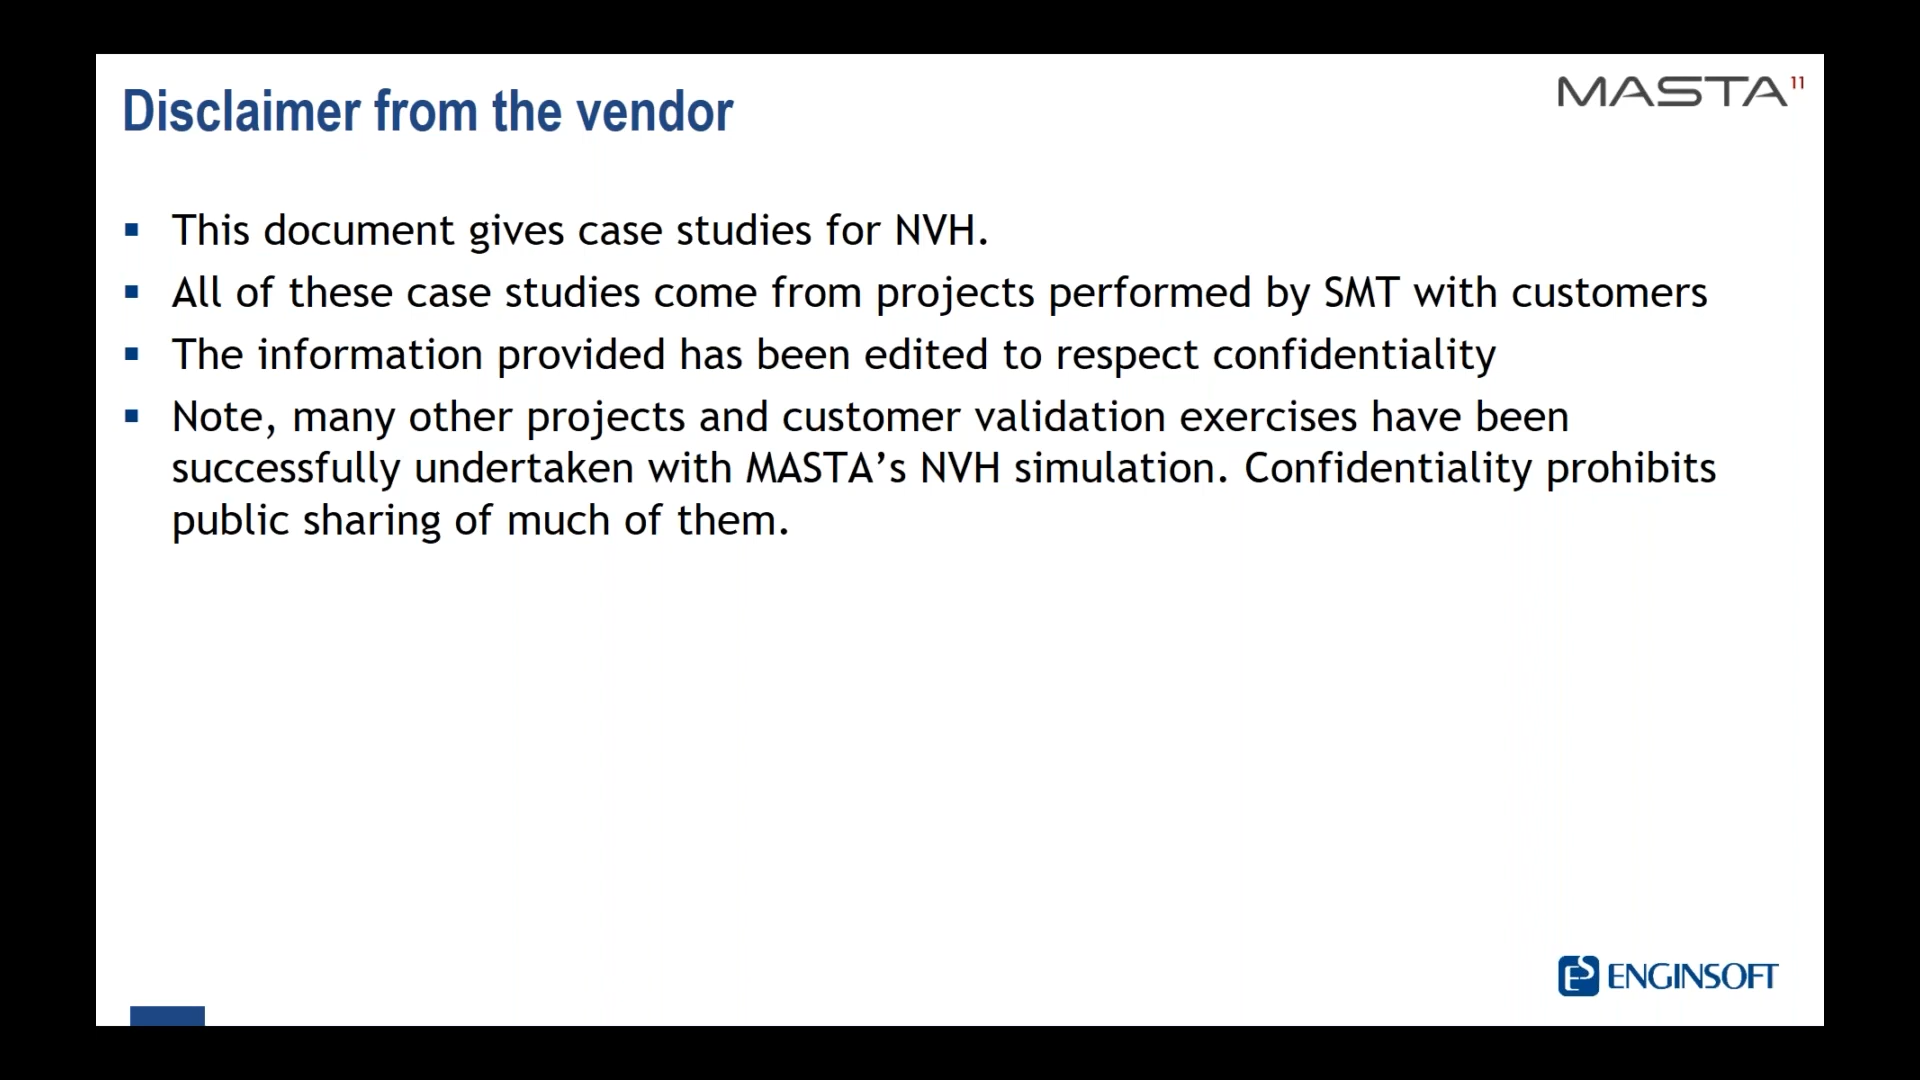 Disclaimer from the vendor
MASTA11
▪ This document gives case studies for NVH.
▪ All of these case studies come from projects performed by SMT with customers
▪ The information provided has been edited to respect confidentiality
▪ Note, many other projects and customer validation exercises have been
successfully undertaken with MASTA’s NVH simulation. Confidentiality prohibits
public sharing of much of them.
ES ENGINSOFT